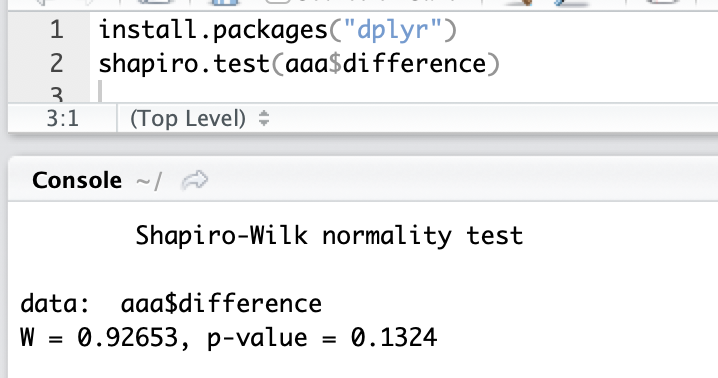 1 install.packages("dplyr")
2 shapiro.test(aaa$difference)
3
3:1 (Top Level)
Console ~/
Shapiro-Wilk normality test
data: aaa$difference
W = 0.92653, p-value = 0.1324